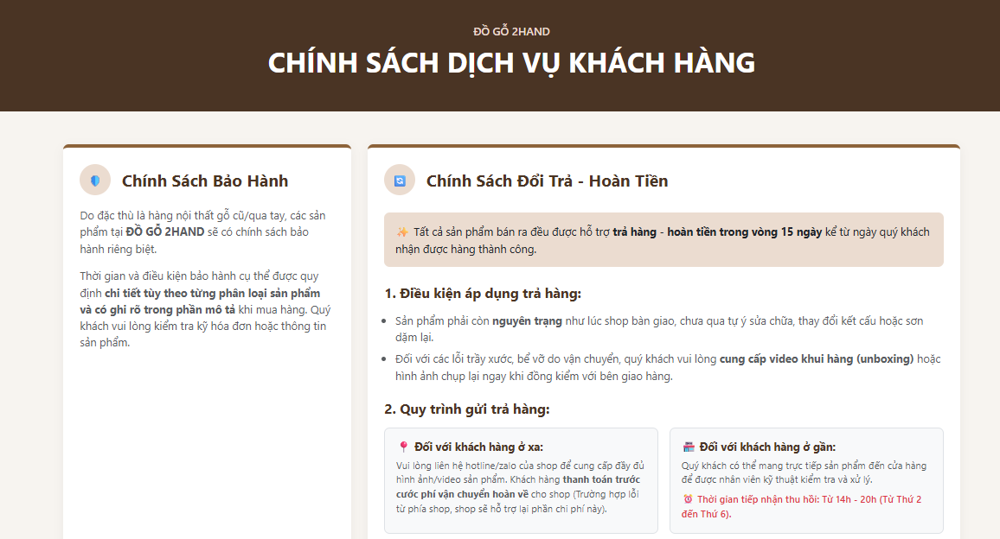 ĐỒ GỖ 2HAND
CHÍNH SÁCH DỊCH VỤ KHÁCH HÀNG
Chính Sách Bảo Hành
Do đặc thù là hàng nội thất gỗ cũ/qua tay, các sản
phẩm tại ĐỒ GỖ 2HAND sẽ có chính sách bảo
hành riêng biệt.
Thời gian và điều kiện bảo hành cụ thể được quy
định chi tiết tùy theo từng phân loại sản phẩm
và có ghi rõ trong phần mô tả khi mua hàng. Quý
khách vui lòng kiểm tra kỹ hóa đơn hoặc thông tin
sản phẩm.
Chính Sách Đổi Trả - Hoàn Tiền
✨ Tất cả sản phẩm bán ra đều được hỗ trợ trả hàng - hoàn tiền trong vòng 15 ngày kể từ ngày quý khách
nhận được hàng thành công.
1. Điều kiện áp dụng trả hàng:
• Sản phẩm phải còn nguyên trạng như lúc shop bàn giao, chưa qua tự ý sửa chữa, thay đổi kết cấu hoặc sơn
dặm lại.
• Đối với các lỗi trầy xước, bể vỡ do vận chuyển, quý khách vui lòng cung cấp video khui hàng (unboxing) hoặc
hình ảnh chụp lại ngay khi đồng kiểm với bên giao hàng.
2. Quy trình gửi trả hàng:
📍 Đối với khách hàng ở xa:
Vui lòng liên hệ hotline/zalo của shop để cung cấp đầy đủ
hình ảnh/video sản phẩm. Khách hàng thanh toán trước
cước phí vận chuyển hoàn về cho shop (Trường hợp lỗi
từ phía shop, shop sẽ hỗ trợ lại phần chi phí này).
🏪 Đối với khách hàng ở gần:
Quý khách có thể mang trực tiếp sản phẩm đến cửa hàng
để được nhân viên kỹ thuật kiểm tra và xử lý.
⏰ Thời gian tiếp nhận thu hồi: Từ 14h - 20h (Từ Thứ 2
đến Thứ 6).